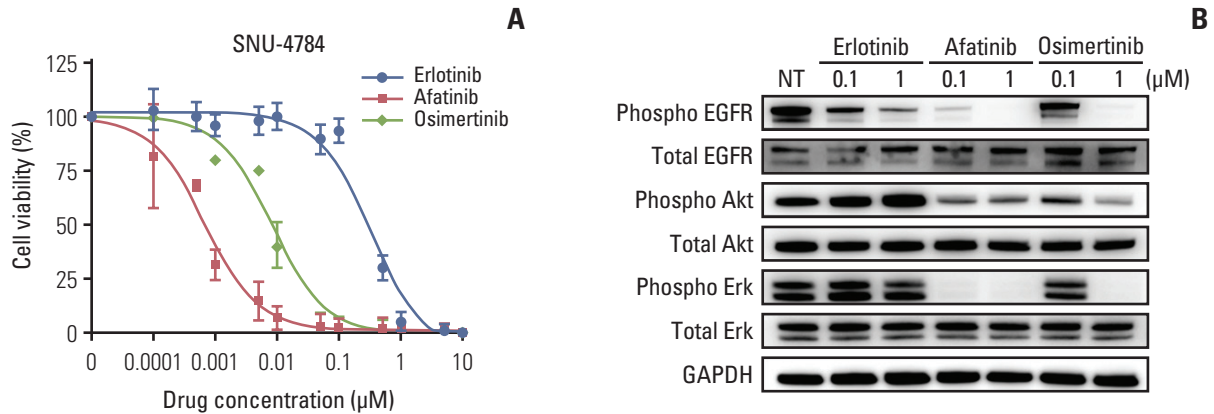 A
SNU-4784
125
100
75
50
25
0
Cell viability (%)
Erlotinib
Afatinib
Osimertinib
0 0.0001 0.001 0.01 0.1 1 10
Drug concentration (μM)
B
Erlotinib Afatinib Osimertinib
NT 0.1 1 0.1 1 0.1 1 (μM)
Phospho EGFR
Total EGFR
Phospho Akt
Total Akt
Phospho Erk
Total Erk
GAPDH